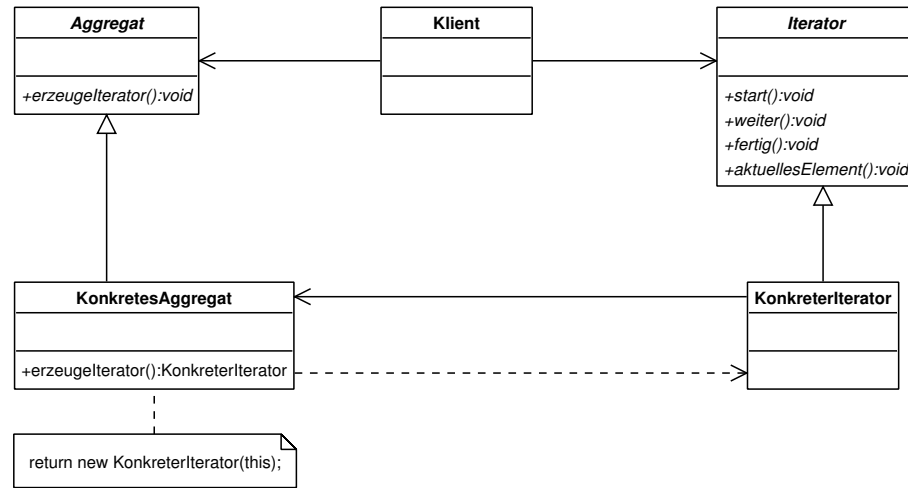 Aggregat
Klient
Iterator
+erzeugeIterator():void
+start():void
+weiter():void
+fertig():void
+aktuellesElement():void
KonkretesAggregat
KonkreterIterator
+erzeugeIterator():KonkreterIterator
return new KonkreterIterator(this);